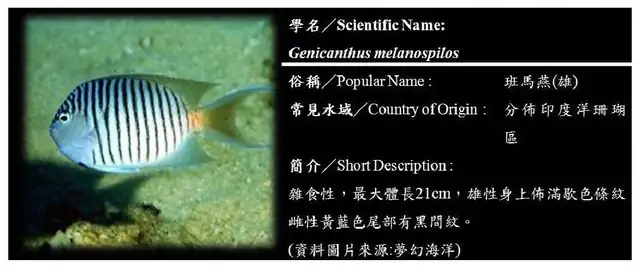 學名／Scientific Name:
Genicanthus melanospilos
俗稱／Popular Name : 班馬燕(雄)
常見水域／Country of Origin : 分佈印度洋珊瑚
區
簡介／Short Description :
雜食性，最大體長21cm，雄性身上佈滿歇色條紋
雌性黃藍色尾部有黑間紋。
(資料圖片來源:夢幻海洋)